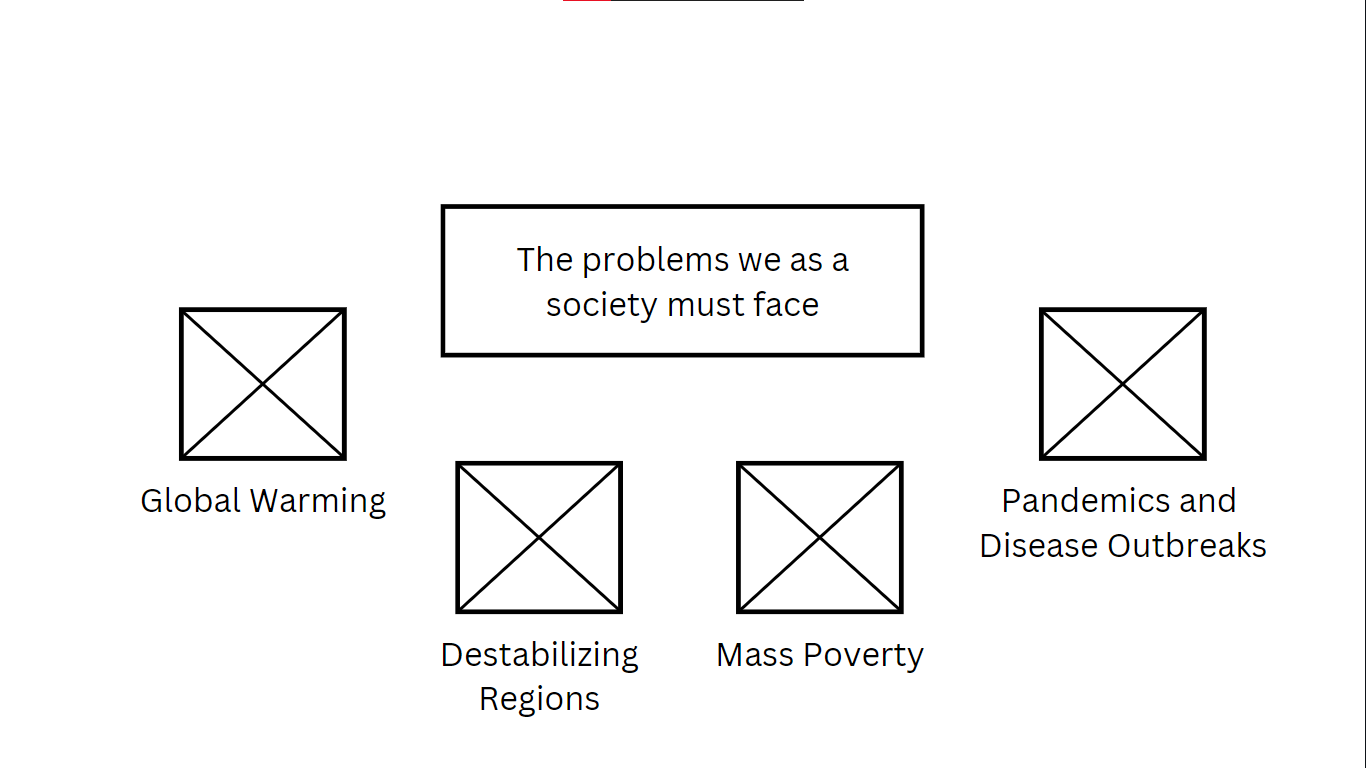 The problems we as a
society must face
Global Warming
Destabilizing
Regions
Mass Poverty
Pandemics and
Disease Outbreaks